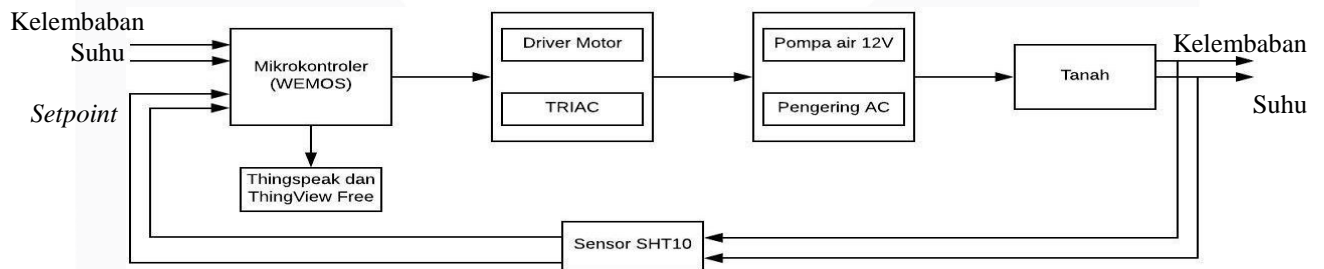 Kelembaban
Suhu
Setpoint
Mikrokontroler
(WEMOS)
Thingspeak dan
ThingView Free
Driver Motor
TRIAC
Pompa air 12V
Pengering AC
Tanah
Kelembaban
Suhu
Sensor SHT10